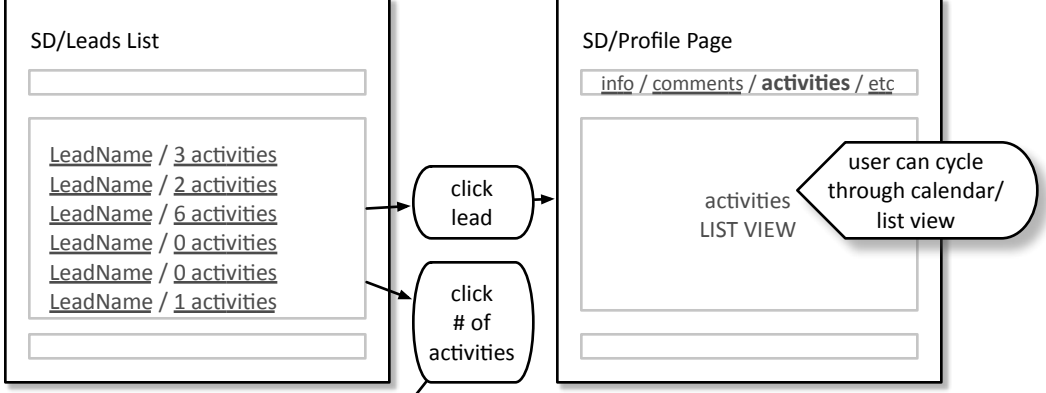 SD/Leads List
LeadName / 3 activities
LeadName / 2 activities
LeadName / 6 activities
LeadName / 0 activities
LeadName / 0 activities
LeadName / 1 activities
click
lead
click
# of
activities
SD/Profile Page
info / comments / activities / etc
activities
LIST VIEW
user can cycle
through calendar/
list view